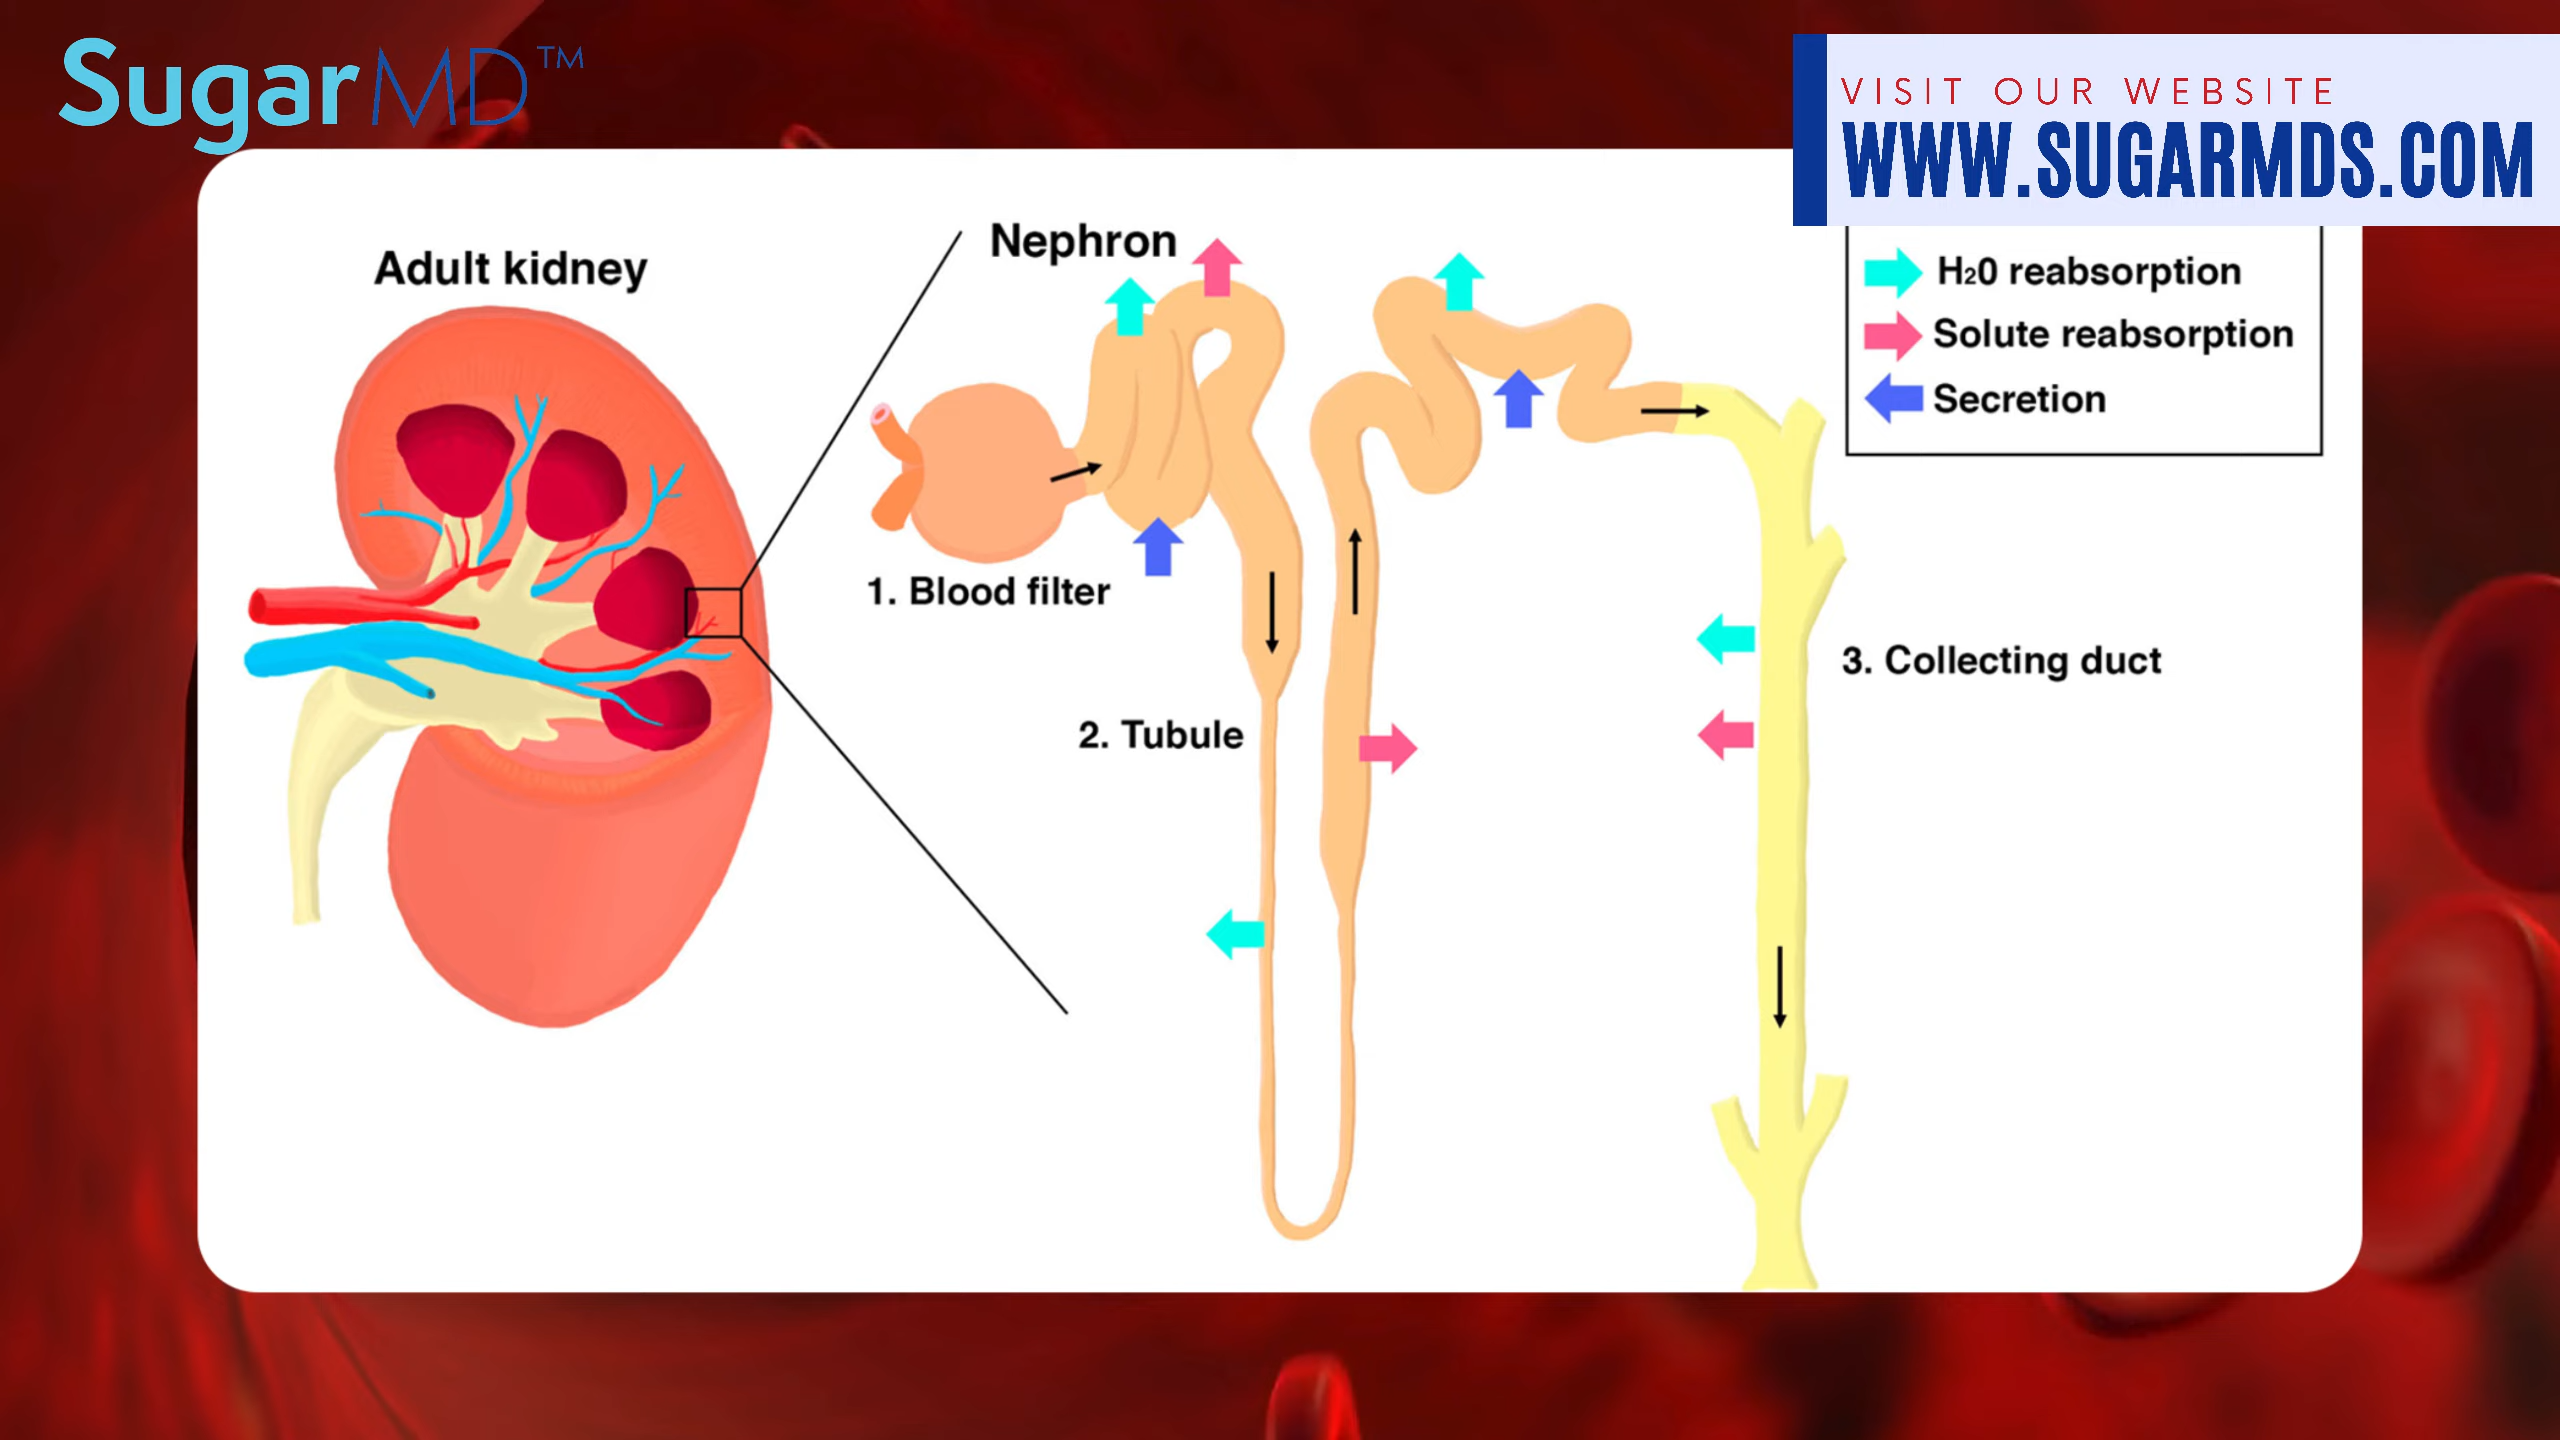 SugarMD™
VISIT OUR WEBSITE
WWW.SUGARMDS.COM
Adult kidney
Nephron
H₂0 reabsorption
Solute reabsorption
Secretion
1. Blood filter
2. Tubule
3. Collecting duct